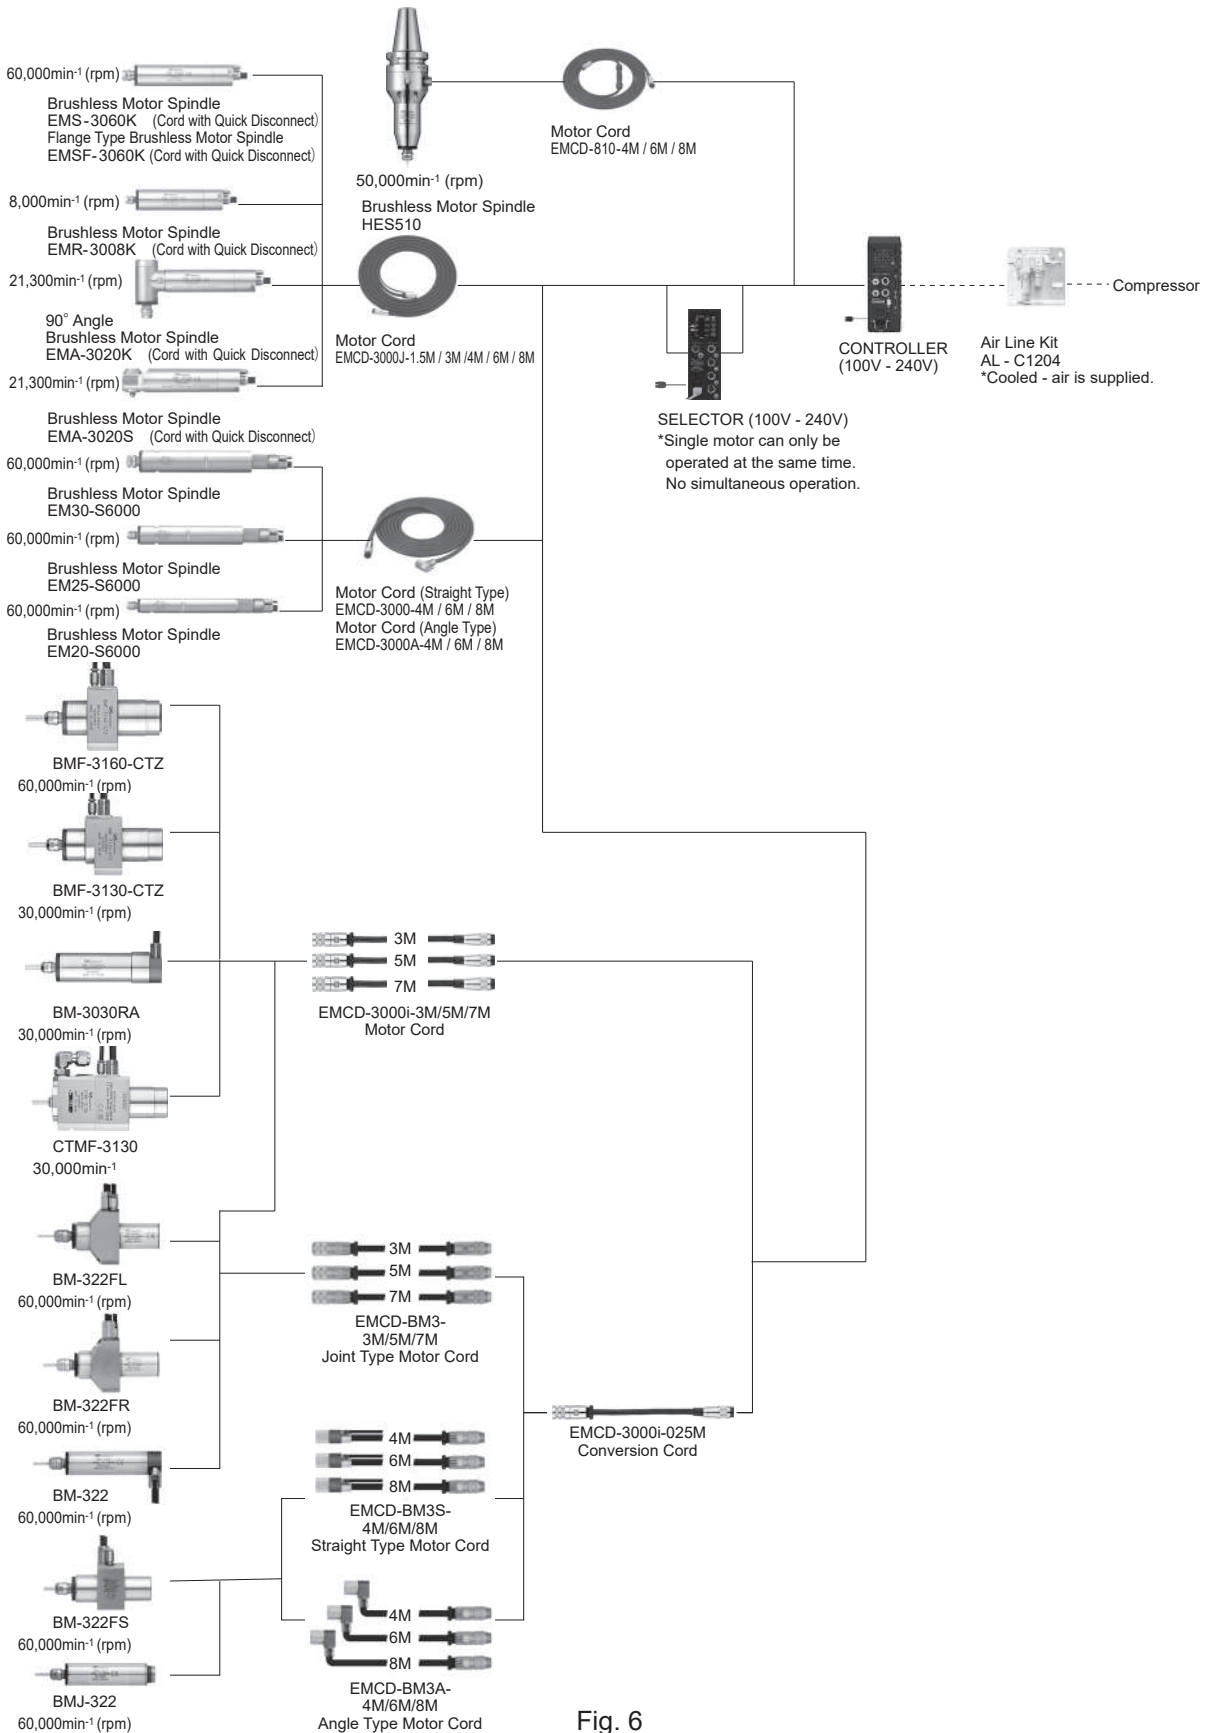 60,000min-1 (rpm)
Brushless Motor Spindle
EMS-3060K (Cord with Quick Disconnect)
Flange Type Brushless Motor Spindle
EMSF-3060K (Cord with Quick Disconnect)
8,000min-1 (rpm)
Brushless Motor Spindle
EMR-3008K (Cord with Quick Disconnect)
21,300min-1 (rpm)
90° Angle
Brushless Motor Spindle
EMA-3020K (Cord with Quick Disconnect)
21,300min-1 (rpm)
Brushless Motor Spindle
EMA-3020S (Cord with Quick Disconnect)
60,000min-1 (rpm)
Brushless Motor Spindle
EM30-S6000
60,000min-1 (rpm)
Brushless Motor Spindle
EM25-S6000
60,000min-1 (rpm)
Brushless Motor Spindle
EM20-S6000
50,000min-1 (rpm)
Brushless Motor Spindle
HES510
Motor Cord
EMCD-810-4M / 6M / 8M
Motor Cord
EMCD-3000J-1.5M / 3M /4M / 6M / 8M
Motor Cord (Straight Type)
EMCD-3000-4M / 6M / 8M
Motor Cord (Angle Type)
EMCD-3000A-4M / 6M / 8M
SELECTOR (100V - 240V)
*Single motor can only be
operated at the same time.
No simultaneous operation.
CONTROLLER
(100V - 240V)
Air Line Kit
AL - C1204
*Cooled - air is supplied.
Compressor
BMF-3160-CTZ
60,000min-1 (rpm)
BMF-3130-CTZ
30,000min-1 (rpm)
BM-3030RA
30,000min-1 (rpm)
CTMF-3130
30,000min-1
BM-322FL
60,000min-1 (rpm)
BM-322FR
60,000min-1 (rpm)
BM-322
60,000min-1 (rpm)
BM-322FS
60,000min-1 (rpm)
BMJ-322
60,000min-1 (rpm)
3M
5M
7M
EMCD-3000i-3M/5M/7M
Motor Cord
3M
5M
7M
EMCD-BM3-
3M/5M/7M
Joint Type Motor Cord
4M
6M
8M
EMCD-BM3S-
4M/6M/8M
Straight Type Motor Cord
4M
6M
8M
EMCD-BM3A-
4M/6M/8M
Angle Type Motor Cord
EMCD-3000i-025M
Conversion Cord
Fig. 6